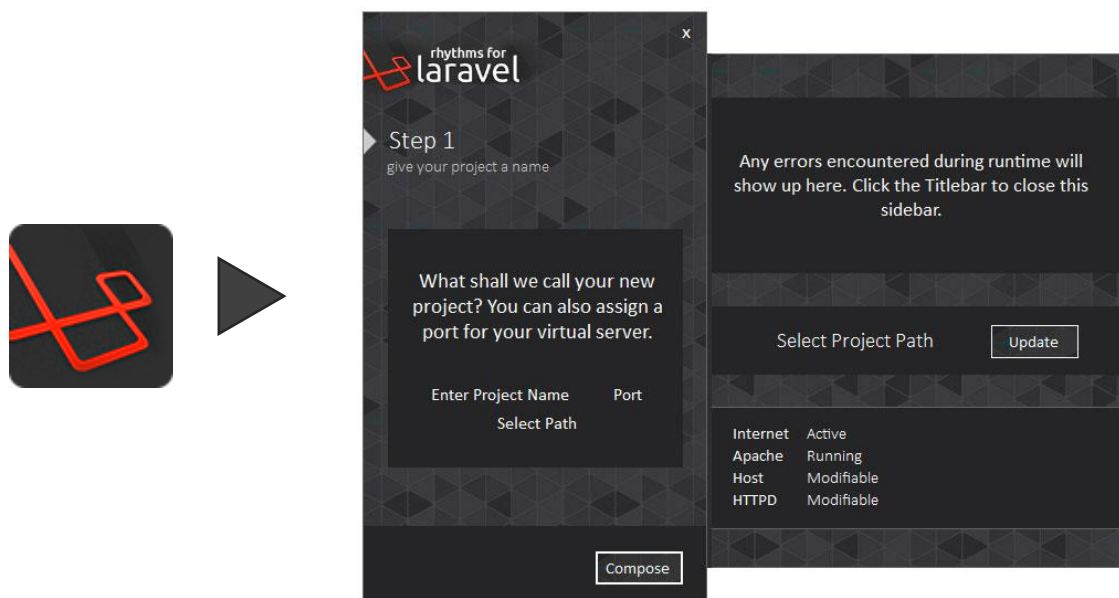 x
rhythms for
laravel
Step 1
give your project a name
What shall we call your new
project? You can also assign a
port for your virtual server.
Enter Project Name Port
Select Path
Compose
Any errors encountered during runtime will
show up here. Click the Titlebar to close this
sidebar.
Select Project Path Update
Internet Active
Apache Running
Host Modifiable
HTTPD Modifiable